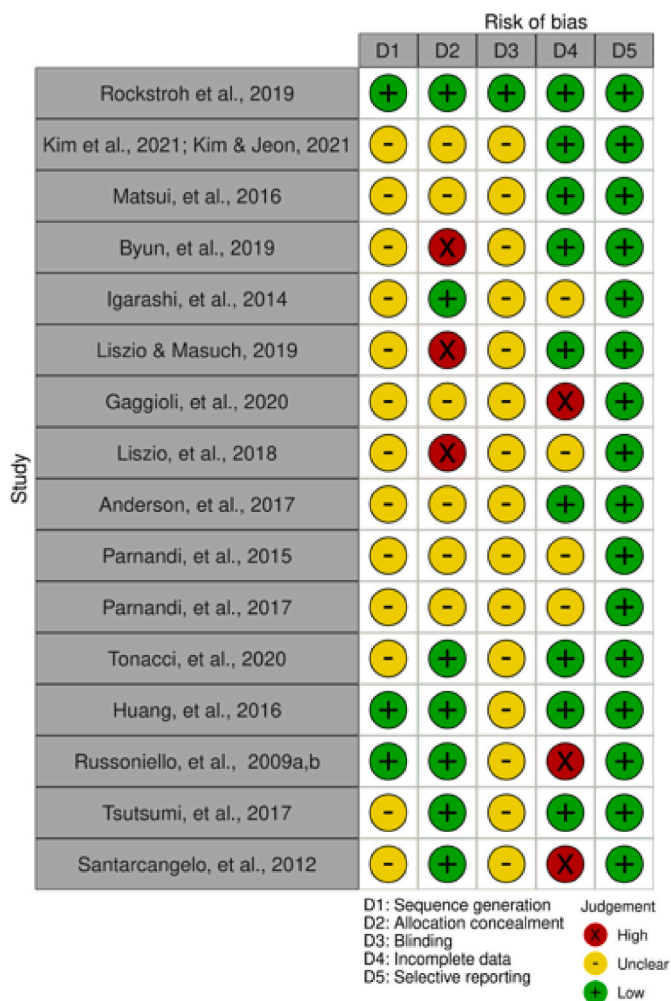 Risk of bias
D1 D2 D3 D4 D5
Study
Rockstroh et al., 2019 + + + + +
Kim et al., 2021; Kim & Jeon, 2021 - - - + +
Matsui, et al., 2016 - - - + +
Byun, et al., 2019 - X - + +
Igarashi, et al., 2014 - + - - +
Liszio & Masuch, 2019 - X - + +
Gaggioli, et al., 2020 - - - X +
Liszio, et al., 2018 - X - - +
Anderson, et al., 2017 - - - + +
Parnandi, et al., 2015 - - - - +
Parnandi, et al., 2017 - - - - +
Tonacci, et al., 2020 - + - + +
Huang, et al., 2016 + + - + +
Russoniello, et al., 2009a,b + + - X +
Tsutsumi, et al., 2017 - + - + +
Santarcangelo, et al., 2012 - + - X +
D1: Sequence generation
D2: Allocation concealment
D3: Blinding
D4: Incomplete data
D5: Selective reporting
Judgement
X High
- Unclear
+ Low